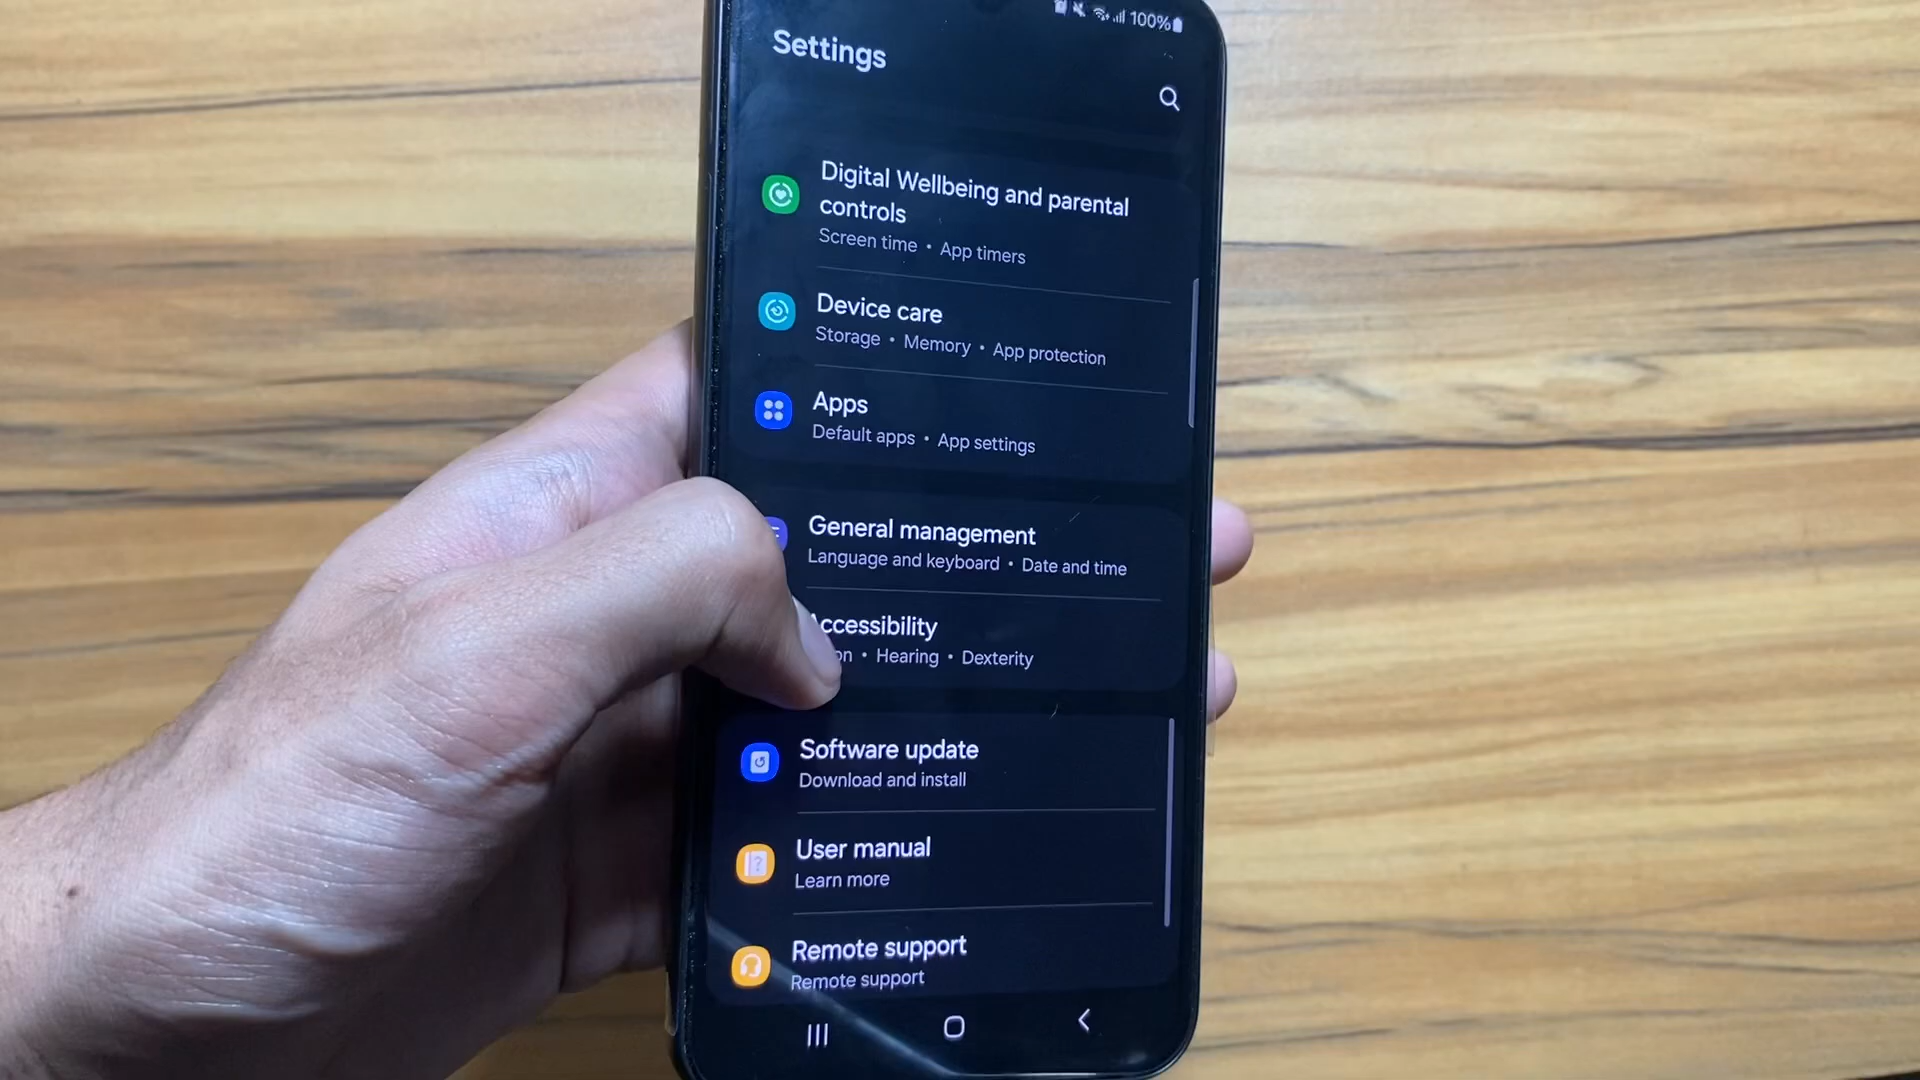 100%
Settings
Digital Wellbeing and parental
controls
Screen time • App timers
Device care
Storage • Memory • App protection
Apps
Default apps • App settings
General management
Language and keyboard • Date and time
ccessibility
on • Hearing • Dexterity
Software update
Download and install
User manual
Learn more
Remote support
Remote support